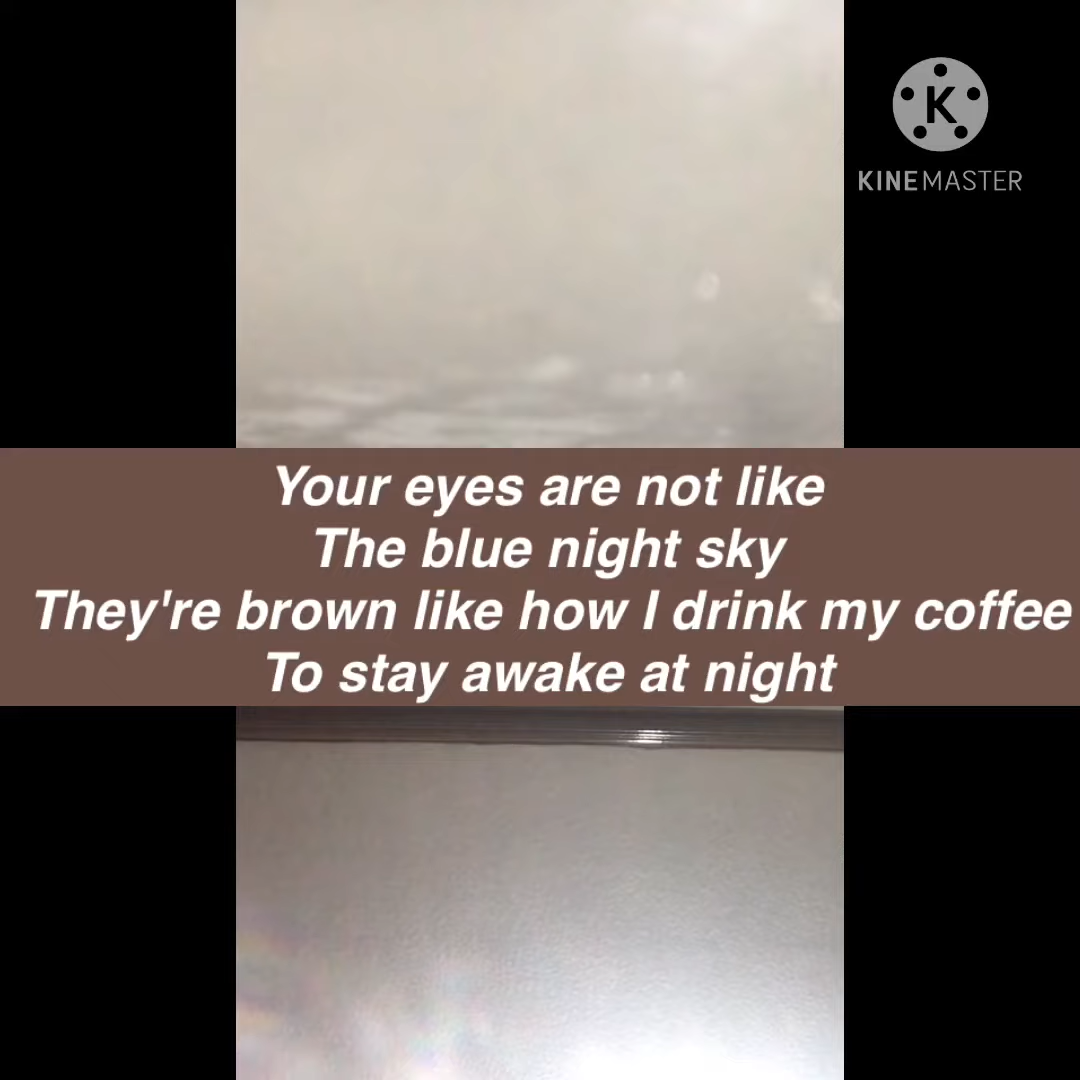 KINEMASTER
Your eyes are not like
The blue night sky
They're brown like how I drink my coffee
To stay awake at night